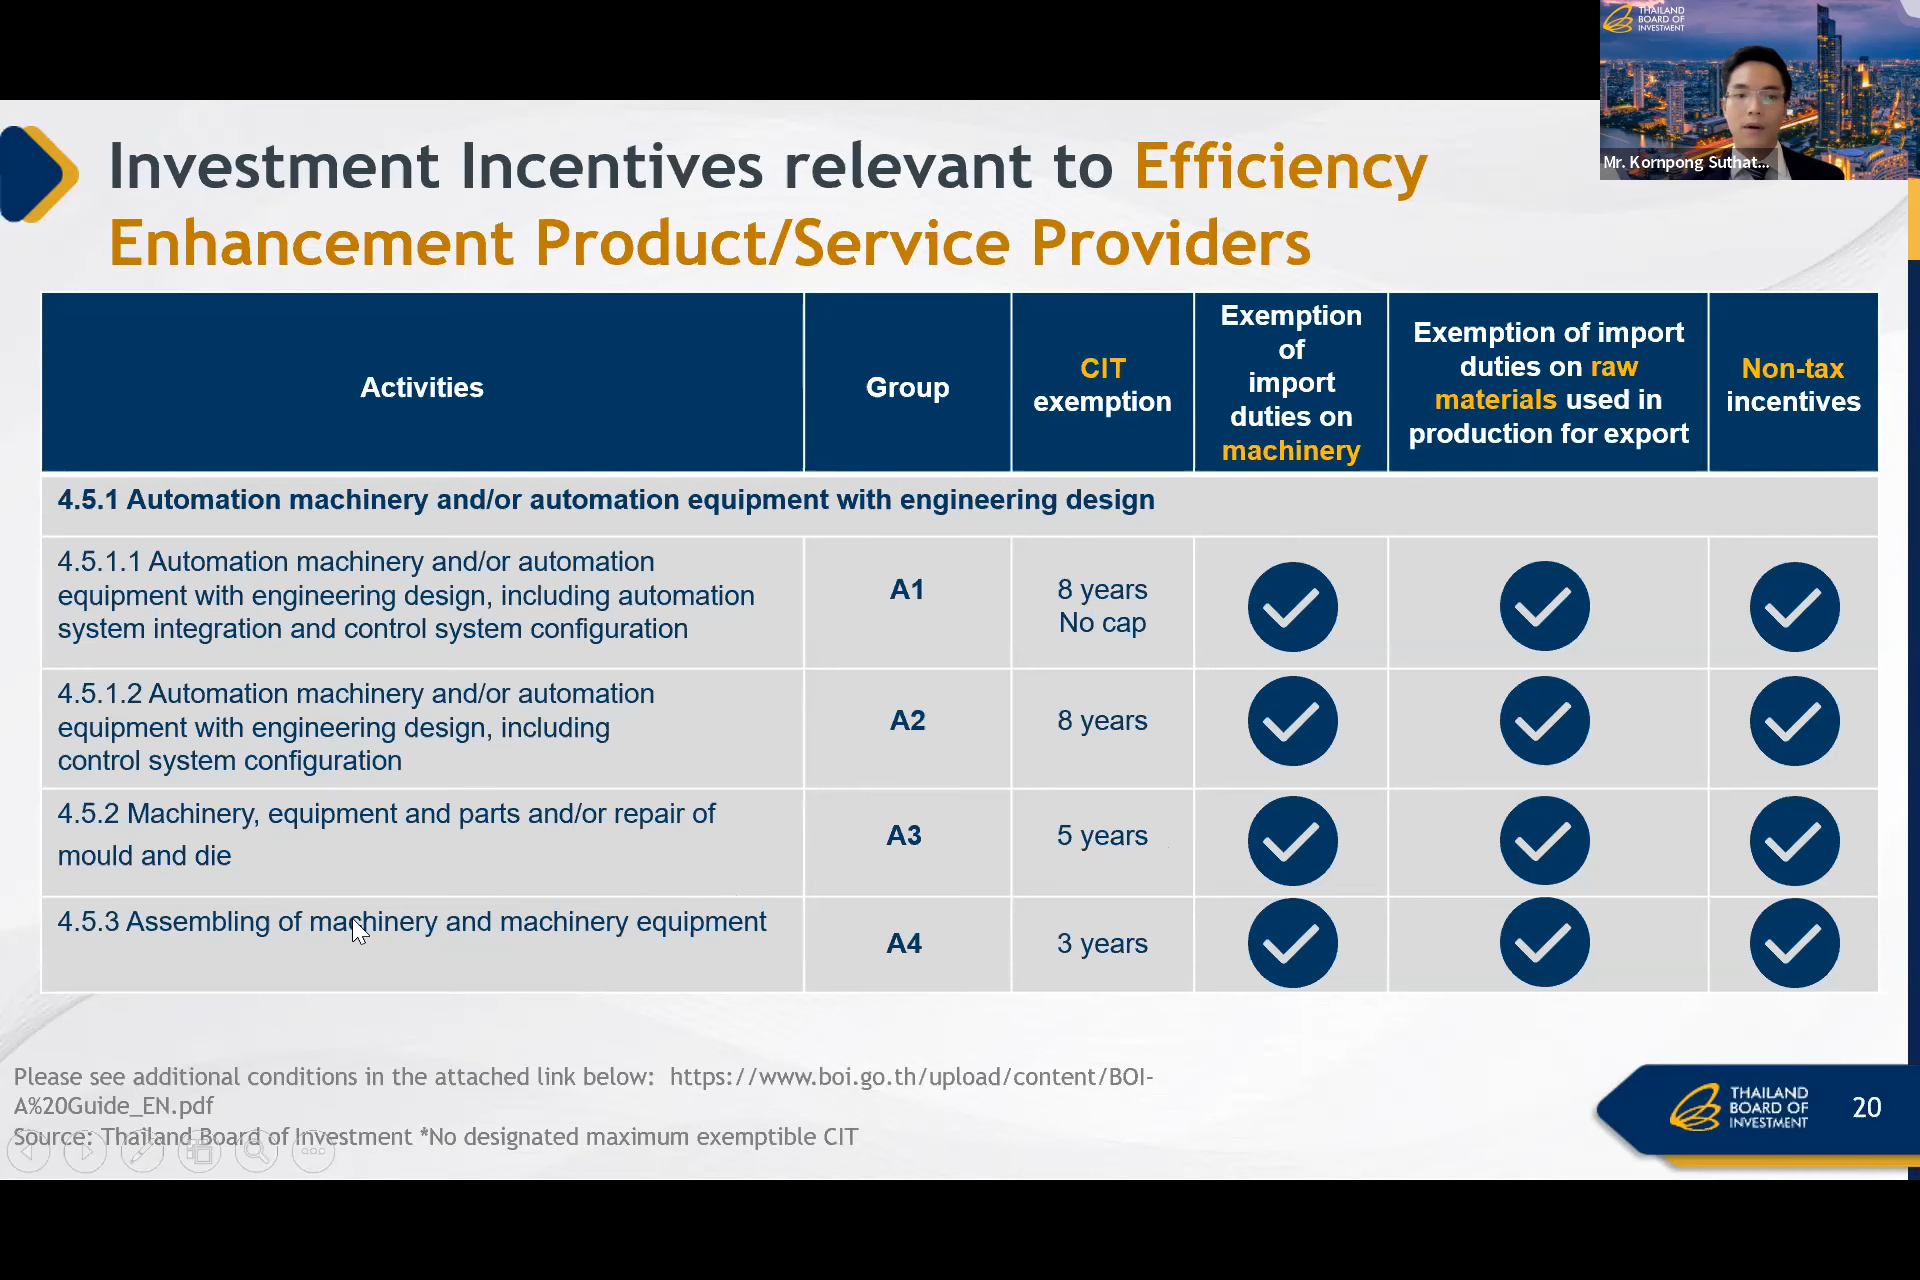 THAILAND
BOARD OF
INVESTMENT
Mr. Kornpong Suthat...
Investment Incentives relevant to Efficiency
Enhancement Product/Service Providers
Activities
Group
CIT
exemption
Exemption
of
import
duties on
machinery
Exemption of import
duties on raw
materials used in
production for export
Non-tax
incentives
4.5.1 Automation machinery and/or automation equipment with engineering design
4.5.1.1 Automation machinery and/or automation
equipment with engineering design, including automation
system integration and control system configuration
A1
8 years
No cap
4.5.1.2 Automation machinery and/or automation
equipment with engineering design, including
control system configuration
A2
8 years
4.5.2 Machinery, equipment and parts and/or repair of
mould and die
A3
5 years
4.5.3 Assembling of machinery and machinery equipment
A4
3 years
Please see additional conditions in the attached link below: https://www.boi.go.th/upload/content/BOI-
A%20Guide_EN.pdf
Source: Thailand Board of Investment *No designated maximum exemptible CIT
THAILAND
BOARD OF
INVESTMENT
20